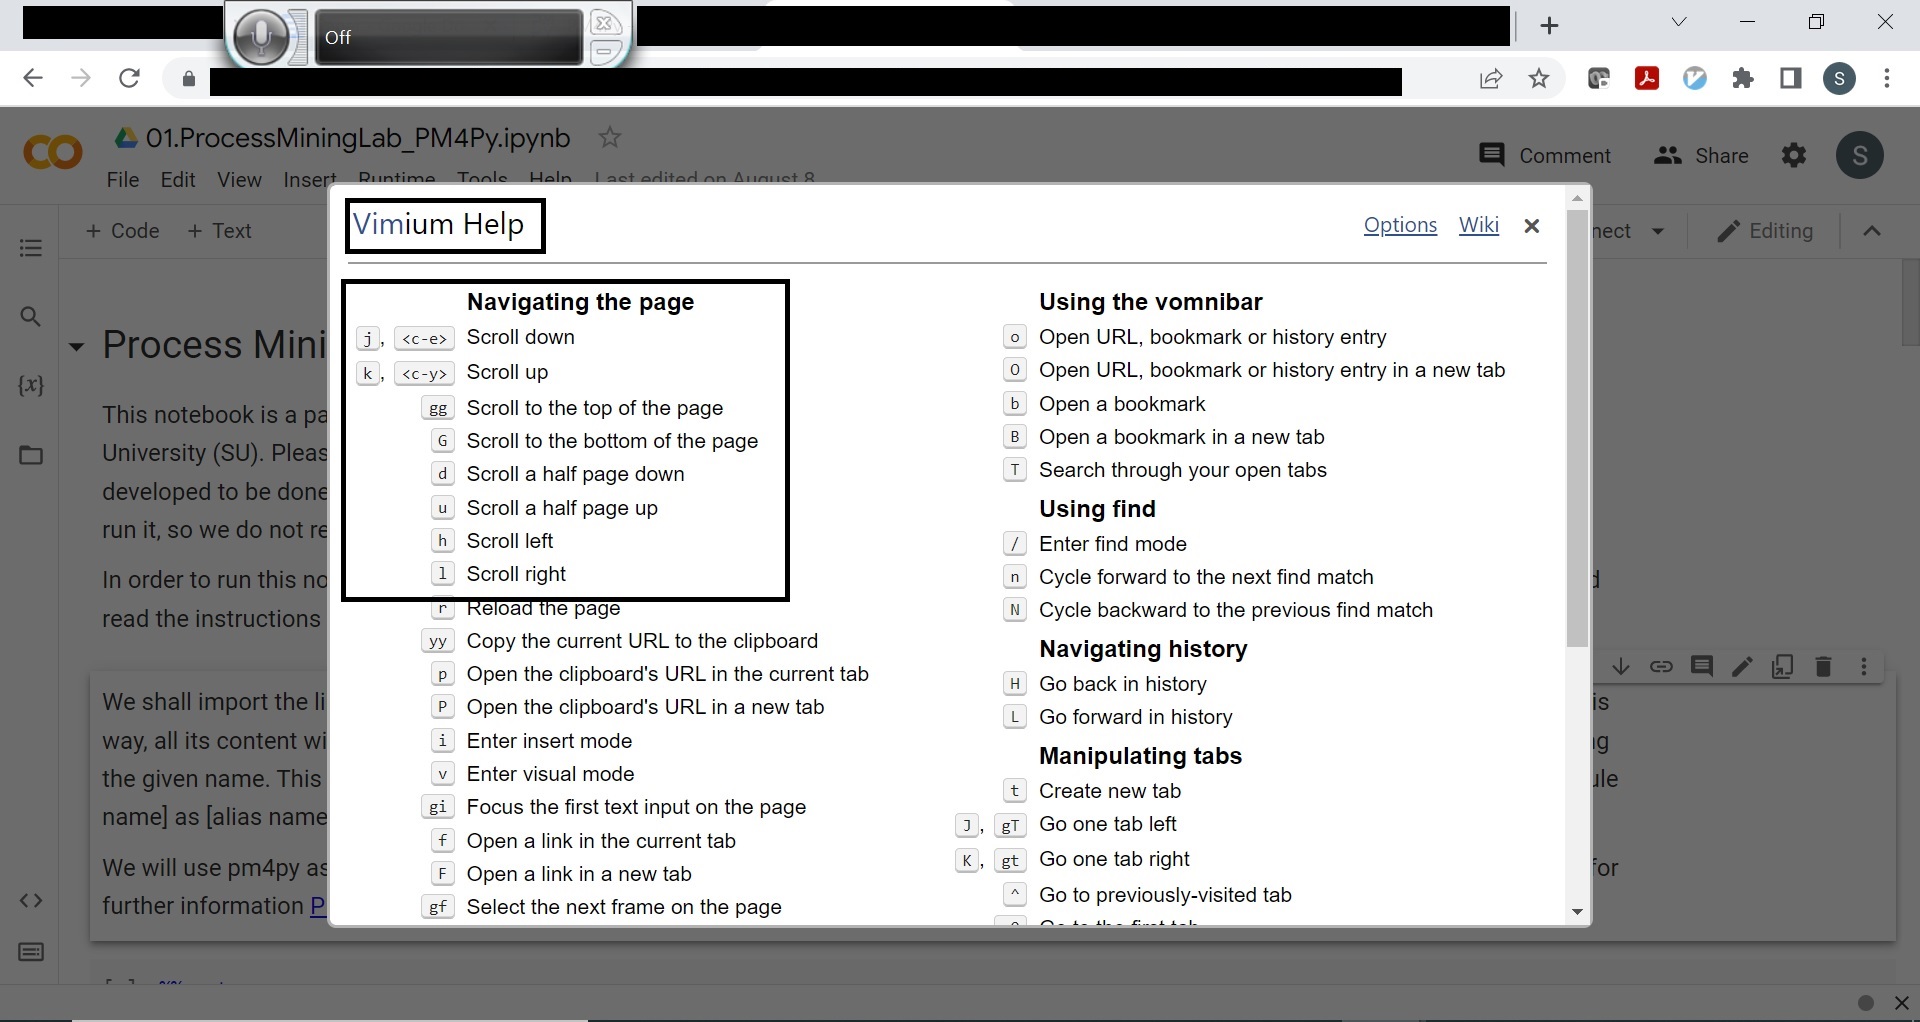 Off
S
01.ProcessMiningLab_PM4Py.ipynb
Comment
Share
S
File Edit View Insert Runtime Tools Help Last edited on August 8
+ Code + Text
nect
Editing
Vimium Help
Options Wiki
Process Mini
This notebook is a pa
University (SU). Pleas
developed to be done
run it, so we do not re
In order to run this no
read the instructions
We shall import the li
way, all its content wi
the given name. This
name] as [alias name
We will use pm4py as
further information P
{x}
Navigating the page
j, <c-e> Scroll down
k, <c-y> Scroll up
gg Scroll to the top of the page
G Scroll to the bottom of the page
d Scroll a half page down
u Scroll a half page up
h Scroll left
l Scroll right
r Reload the page
yy Copy the current URL to the clipboard
p Open the clipboard's URL in the current tab
P Open the clipboard's URL in a new tab
i Enter insert mode
v Enter visual mode
gi Focus the first text input on the page
f Open a link in the current tab
F Open a link in a new tab
gf Select the next frame on the page
Using the vomnibar
o Open URL, bookmark or history entry
O Open URL, bookmark or history entry in a new tab
b Open a bookmark
B Open a bookmark in a new tab
T Search through your open tabs
Using find
/ Enter find mode
n Cycle forward to the next find match
N Cycle backward to the previous find match
Navigating history
H Go back in history
L Go forward in history
Manipulating tabs
t Create new tab
J, gT Go one tab left
K, gt Go one tab right
^ Go to previously-visited tab
Go to the first tab
d
is
ng
ule
for